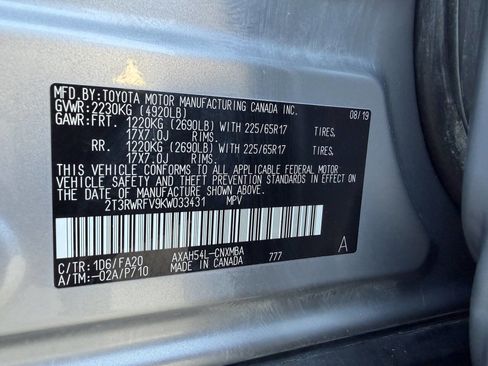 MFD.BY:TOYOTA MOTOR MANUFACTURING CANADA INC.
GVWR:2230KG (4920LB) 08/19
GAWR:FRT. 1220KG (2690LB) WITH 225/65R17 TIRES.
17X7.0J RIMS.
RR. 1220KG (2690LB) WITH 225/65R17 TIRES.
17X7.0J RIMS.
THIS VEHICLE CONFORMS TO ALL APPLICABLE FEDERAL MOTOR
VEHICLE SAFETY AND THEFT PREVENTION STANDARDS IN EFFECT ON
THE DATE OF MANUFACTURE SHOWN ABOVE.
2T3RWRFV9KW033431 MPV
C/TR:1D6/FA20 AXAH54L-CNXMBA A
A/TM:-02A/P710 MADE IN CANADA 777